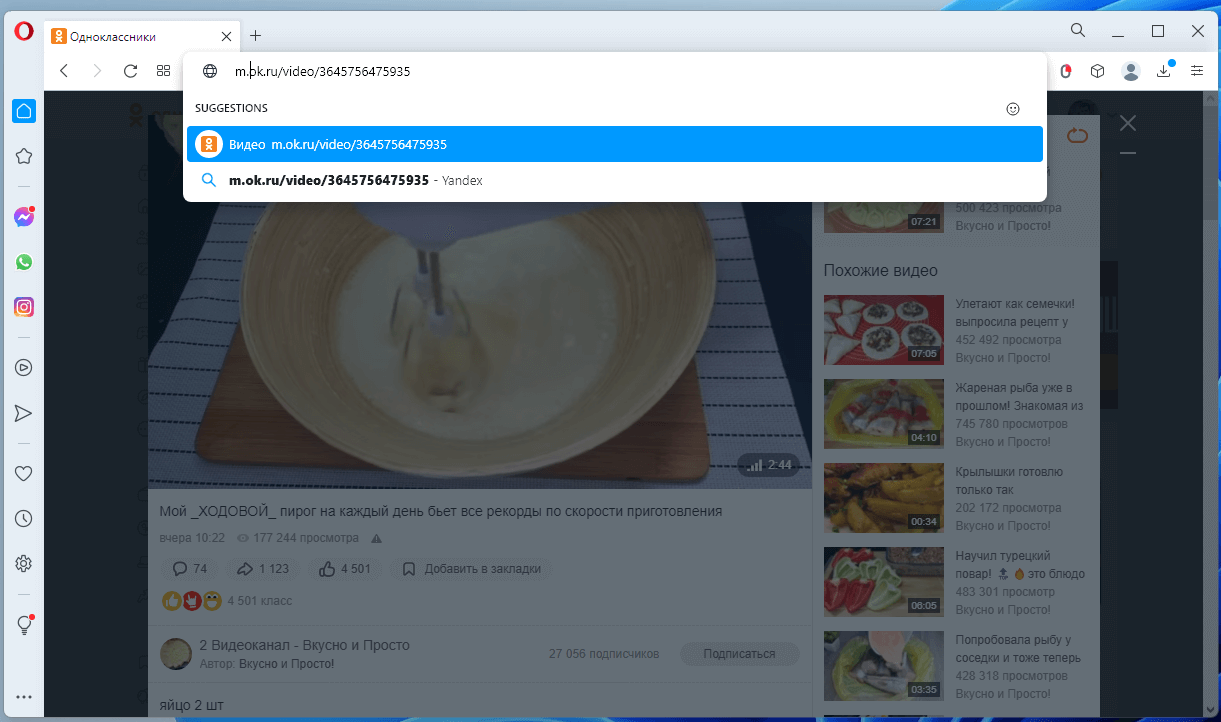 Одноклассники
m.ok.ru/video/3645756475935
SUGGESTIONS
Видео m.ok.ru/video/3645756475935
m.ok.ru/video/3645756475935 - Yandex
2:44
Мой _ХОДОВОЙ_ пирог на каждый день бьет все рекорды по скорости приготовления
вчера 10:22 177 244 просмотра
74 1 123 4 501 Добавить в закладки
4 501 класс
2 Видеоканал - Вкусно и Просто
Автор: Вкусно и Просто!
27 056 подписчиков
Подписаться
яйцо 2 шт
07:21
500 423 просмотра
Вкусно и Просто!
Похожие видео
07:05
Улетают как семечки!
выпросила рецепт у
452 492 просмотра
Вкусно и Просто!
04:10
Жареная рыба уже в
прошлом! Знакомая из
745 780 просмотров
Вкусно и Просто!
00:34
Крылышки готовлю
только так
202 172 просмотра
Вкусно и Просто!
06:05
Научил турецкий
повар! 🔝 🔥 это блюдо
483 301 просмотр
Вкусно и Просто!
03:35
Попробовала рыбу у
соседки и тоже теперь
428 318 просмотров
Вкусно и Просто!